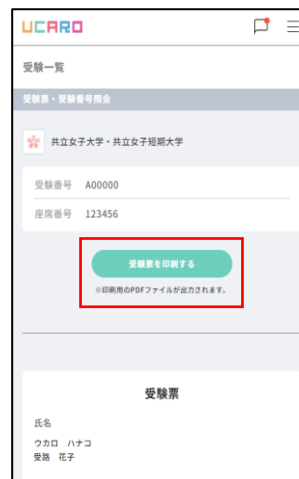 UCARO
受験一覧
受験票・受験番号照会
共立女子大学・共立女子短期大学
受験番号 A00000
座席番号 123456
受験票を印刷する
※印刷用のPDFファイルが出力されます。
受験票
氏名
ウカロ ハナコ
受路 花子